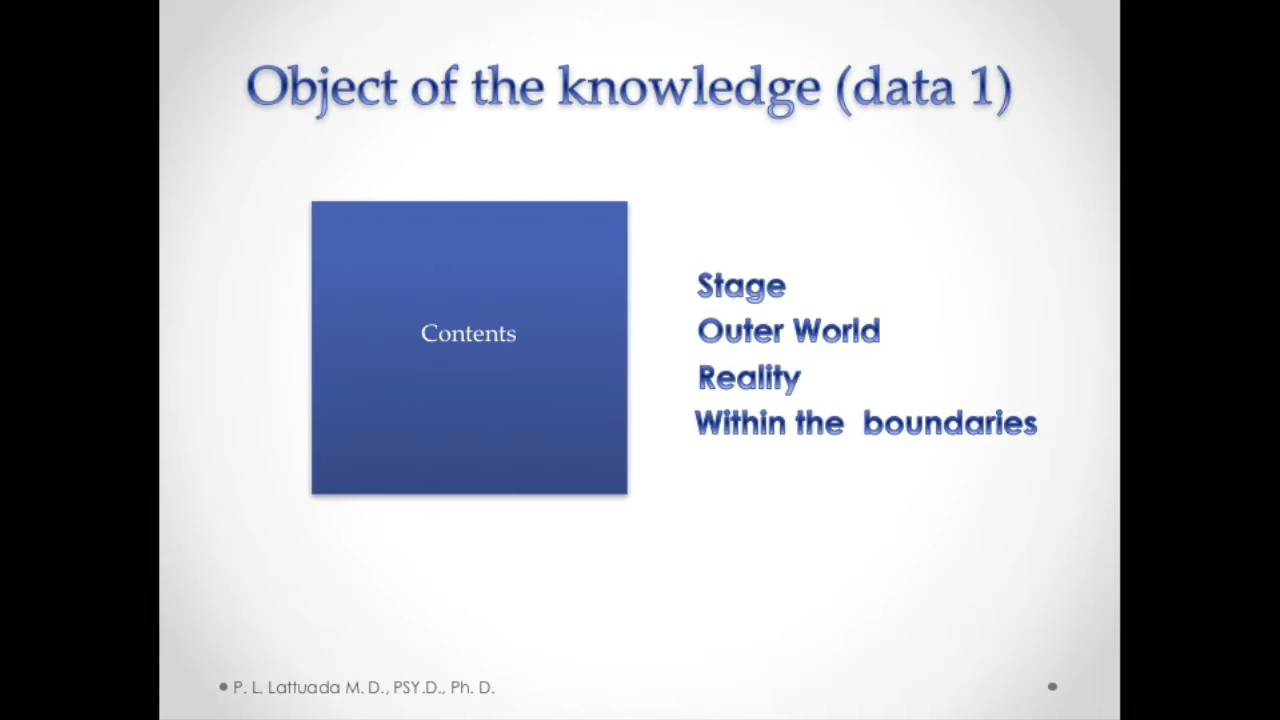 Object of the knowledge (data 1)
Contents
Stage
Outer World
Reality
Within the boundaries
P. L. Lattuada M. D., PSY.D., Ph. D.